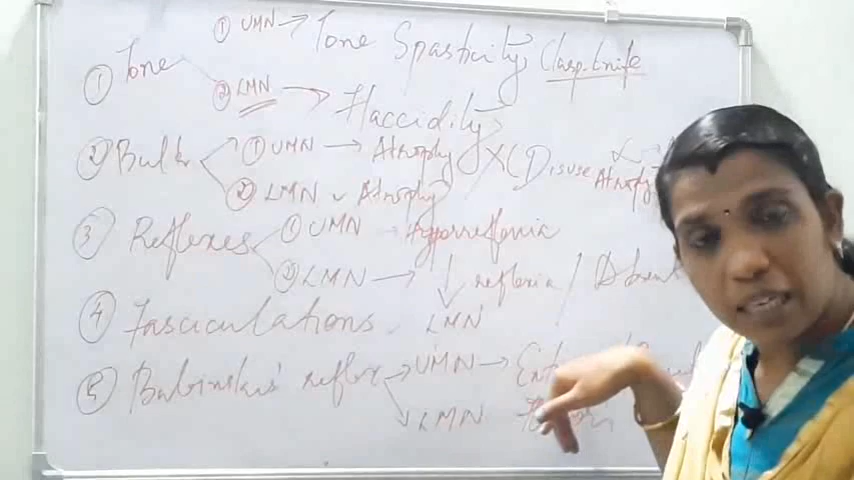 ① UMN → Tone Spasticity, Clasp-knife
① Tone
② LMN → Flaccidity
② Bulk ① UMN → Atrophy X (Disuse Atrophy
② LMN ✓ Atrophy
③ Reflexes ① UMN Hyperreflexia
② LMN → ↓ reflexia / Absent
④ Fasciculations LMN
⑤ Babinski's reflex → UMN →
LMN